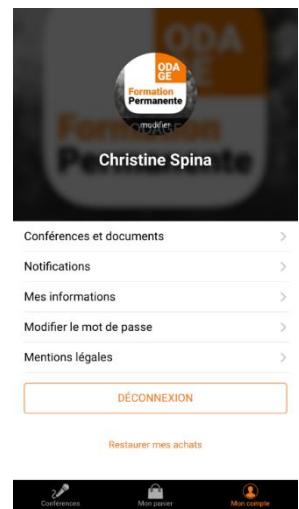 ODA
GE
Formation
Permanente
modifier
Christine Spina
Conférences et documents
Notifications
Mes informations
Modifier le mot de passe
Mentions légales
DÉCONNEXION
Restaurer mes achats
Conférences
Mon panier
Mon compte